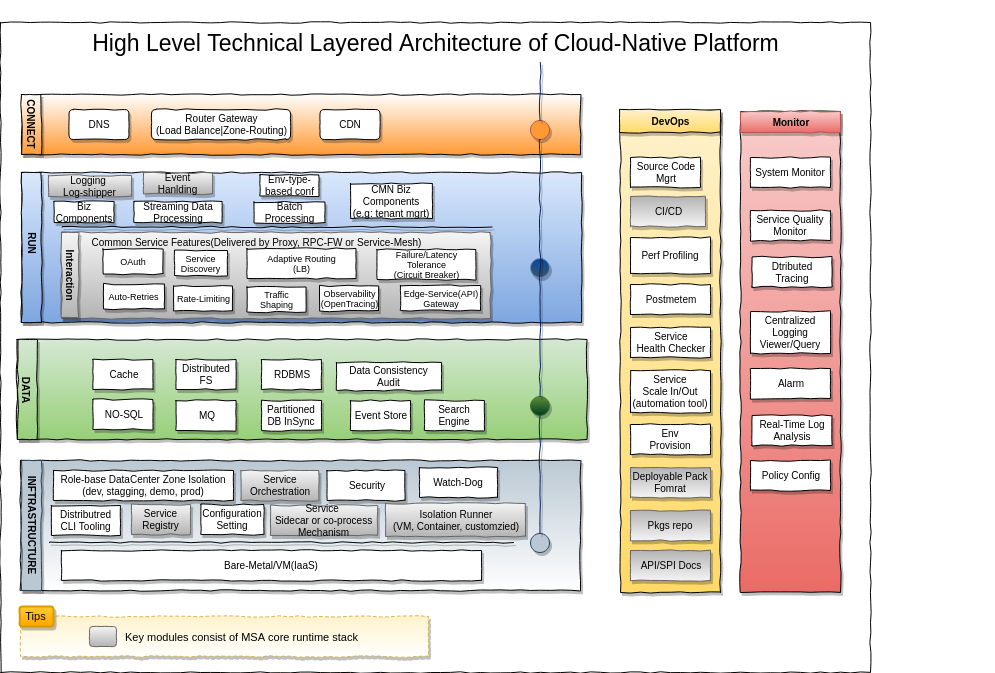 High Level Technical Layered Architecture of Cloud-Native Platform
CONNECT
DNS
Router Gateway
(Load Balance|Zone-Routing)
CDN
RUN
Logging
Log-shipper
Event
Hanlding
Env-type-
based conf
CMN Biz
Components
(e.g: tenant mgrt)
Biz
Components
Streaming Data
Processing
Batch
Processing
Interaction
Common Service Features(Delivered by Proxy, RPC-FW or Service-Mesh)
OAuth
Service
Discovery
Adaptive Routing
(LB)
Failure/Latency
Tolerance
(Circuit Breaker)
Auto-Retries
Rate-Limiting
Traffic
Shaping
Observability
(OpenTracing)
Edge-Service(API)
Gateway
DATA
Cache
Distributed
FS
RDBMS
Data Consistency
Audit
NO-SQL
MQ
Partitioned
DB InSync
Event Store
Search
Engine
INFTRASTRUCTURE
Role-base DataCenter Zone Isolation
(dev, stagging, demo, prod)
Service
Orchestration
Security
Watch-Dog
Distributred
CLI Tooling
Service
Registry
Configuration
Setting
Service
Sidecar or co-process
Mechanism
Isolation Runner
(VM, Container, customzied)
Bare-Metal/VM(IaaS)
DevOps
Source Code
Mgrt
CI/CD
Perf Profiling
Postmetem
Service
Health Checker
Service
Scale In/Out
(automation tool)
Env
Provision
Deployable Pack
Fomrat
Pkgs repo
API/SPI Docs
Monitor
System Monitor
Service Quality
Monitor
Dtributed
Tracing
Centralized
Logging
Viewer/Query
Alarm
Real-Time Log
Analysis
Policy Config
Tips
Key modules consist of MSA core runtime stack